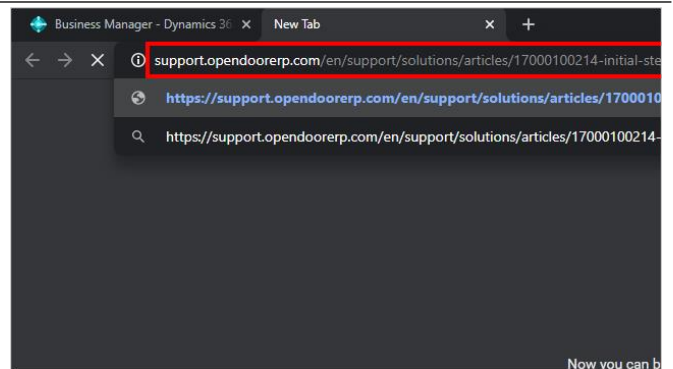 Business Manager - Dynamics 36
New Tab
support.opendoorerp.com/en/support/solutions/articles/17000100214-initial-ste
https://support.opendoorerp.com/en/support/solutions/articles/1700010
https://support.opendoorerp.com/en/support/solutions/articles/17000100214-
Now you can b